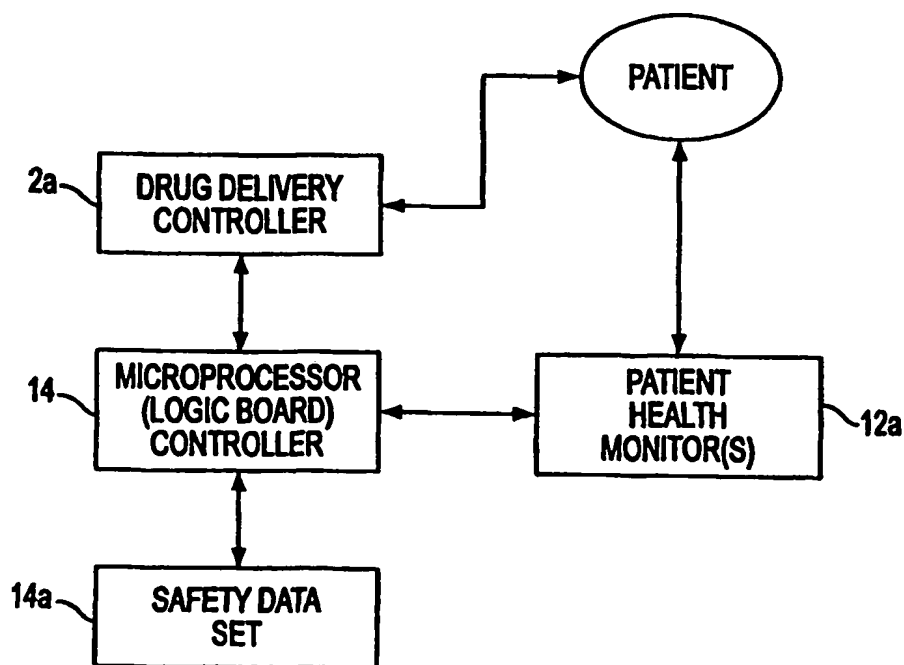 PATIENT
2a
DRUG DELIVERY
CONTROLLER
14
MICROPROCESSOR
(LOGIC BOARD)
CONTROLLER
PATIENT
HEALTH
MONITOR(S)
12a
14a
SAFETY DATA
SET